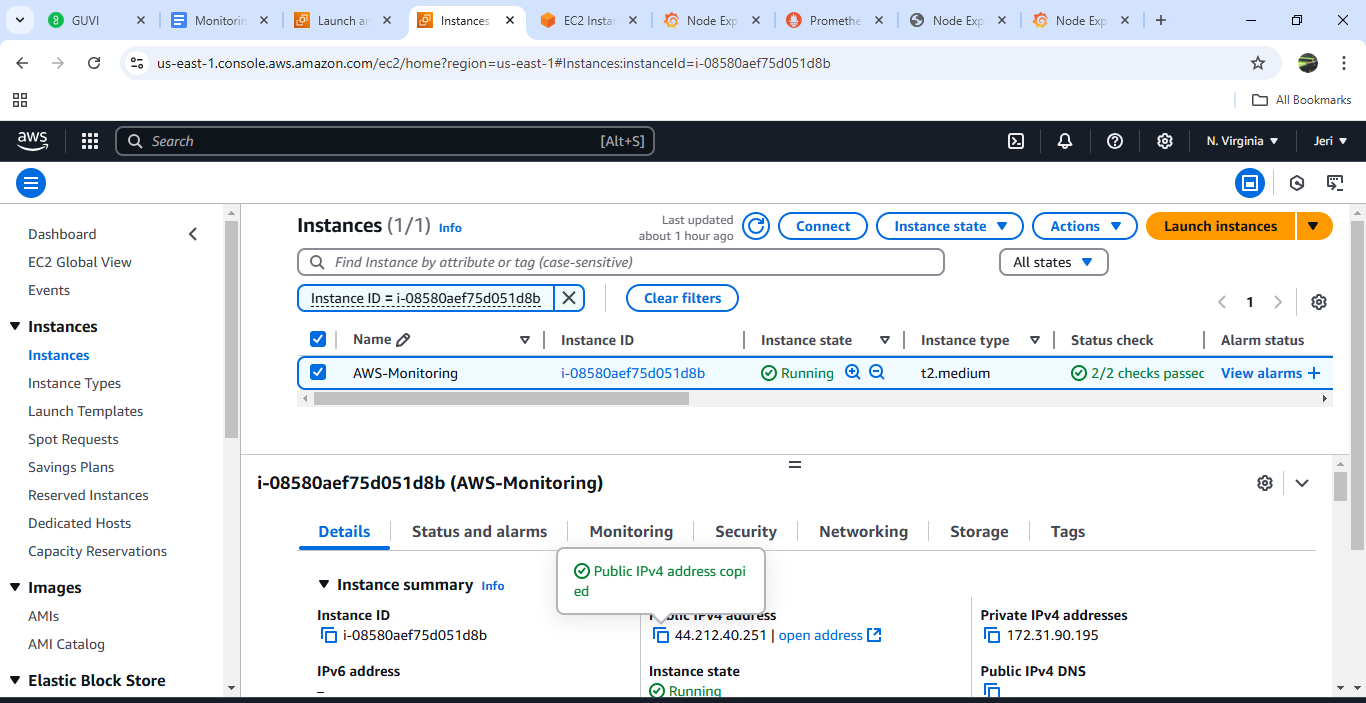 GUVI
Monitorin
Launch an
Instances
EC2 Insta
Node Exp
Promethe
Node Exp
Node Exp
us-east-1.console.aws.amazon.com/ec2/home?region=us-east-1#Instances:instanceId=i-08580aef75d051d8b
All Bookmarks
aws
Search
[Alt+S]
N. Virginia
Jeri
Dashboard
EC2 Global View
Events
Instances
Instances
Instance Types
Launch Templates
Spot Requests
Savings Plans
Reserved Instances
Dedicated Hosts
Capacity Reservations
Images
AMIs
AMI Catalog
Elastic Block Store
Instances (1/1) Info
Last updated
about 1 hour ago
Connect
Instance state
Actions
Launch instances
Find Instance by attribute or tag (case-sensitive)
All states
Instance ID = i-08580aef75d051d8b
Clear filters
1
Name
Instance ID
Instance state
Instance type
Status check
Alarm status
AWS-Monitoring
i-08580aef75d051d8b
Running
t2.medium
2/2 checks passed
View alarms +
i-08580aef75d051d8b (AWS-Monitoring)
Details
Status and alarms
Monitoring
Security
Networking
Storage
Tags
Public IPv4 address copi
ed
Instance summary Info
Instance ID
i-08580aef75d051d8b
Public IPv4 address
44.212.40.251 | open address
Private IPv4 addresses
172.31.90.195
IPv6 address
–
Instance state
Running
Public IPv4 DNS